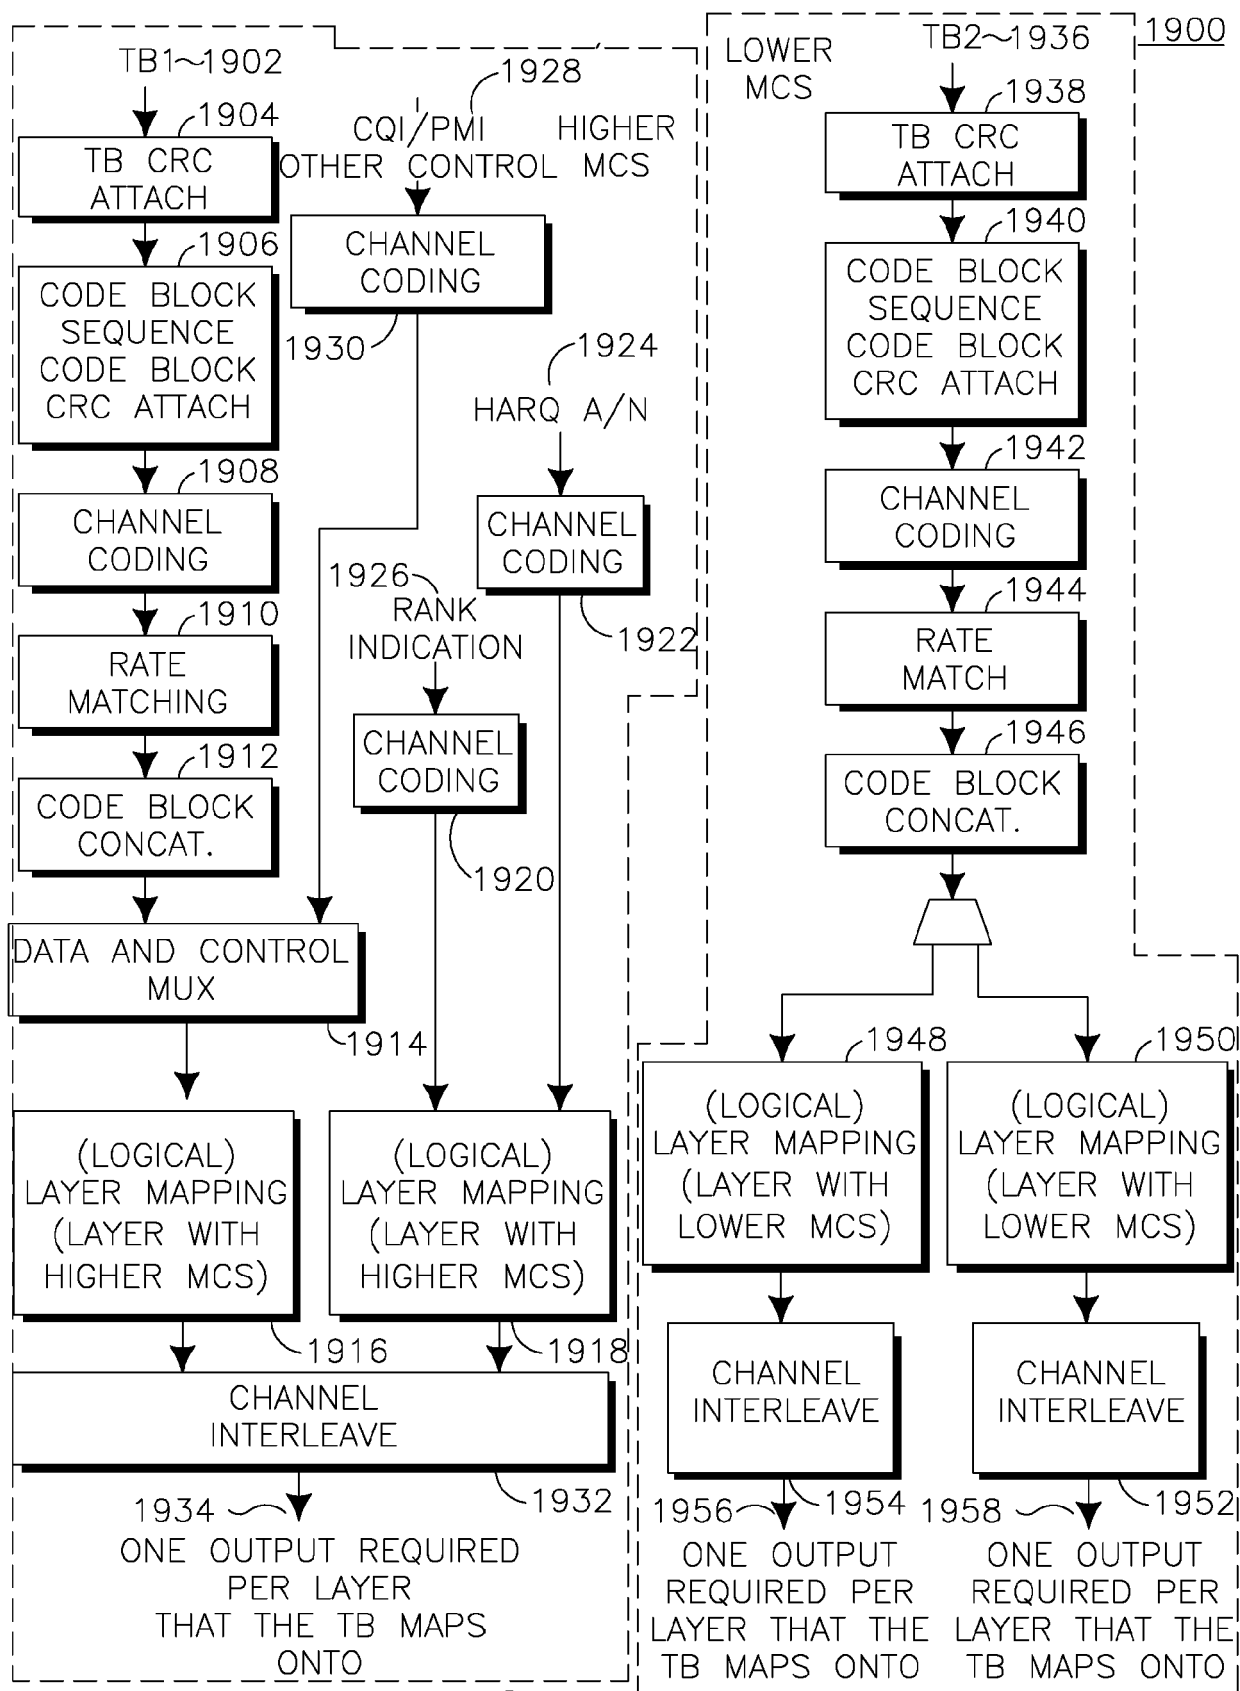 1900
TB1~1902
1904
TB CRC
ATTACH
1906
CODE BLOCK
SEQUENCE
CODE BLOCK
CRC ATTACH
1908
CHANNEL
CODING
1910
RATE
MATCHING
1912
CODE BLOCK
CONCAT.
DATA AND CONTROL
MUX
1914
1928
CQI/PMI
OTHER CONTROL
HIGHER
MCS
CHANNEL
CODING
1930
1924
HARQ A/N
CHANNEL
CODING
1922
1926
RANK
INDICATION
CHANNEL
CODING
1920
(LOGICAL)
LAYER MAPPING
(LAYER WITH
HIGHER MCS)
1916
(LOGICAL)
LAYER MAPPING
(LAYER WITH
HIGHER MCS)
1918
CHANNEL
INTERLEAVE
1932
1934
ONE OUTPUT REQUIRED
PER LAYER
THAT THE TB MAPS
ONTO
LOWER
MCS
TB2~1936
1938
TB CRC
ATTACH
1940
CODE BLOCK
SEQUENCE
CODE BLOCK
CRC ATTACH
1942
CHANNEL
CODING
1944
RATE
MATCH
1946
CODE BLOCK
CONCAT.
1948
(LOGICAL)
LAYER MAPPING
(LAYER WITH
LOWER MCS)
1950
(LOGICAL)
LAYER MAPPING
(LAYER WITH
LOWER MCS)
CHANNEL
INTERLEAVE
1954
CHANNEL
INTERLEAVE
1952
1956
ONE OUTPUT
REQUIRED PER
LAYER THAT THE
TB MAPS ONTO
1958
ONE OUTPUT
REQUIRED PER
LAYER THAT THE
TB MAPS ONTO